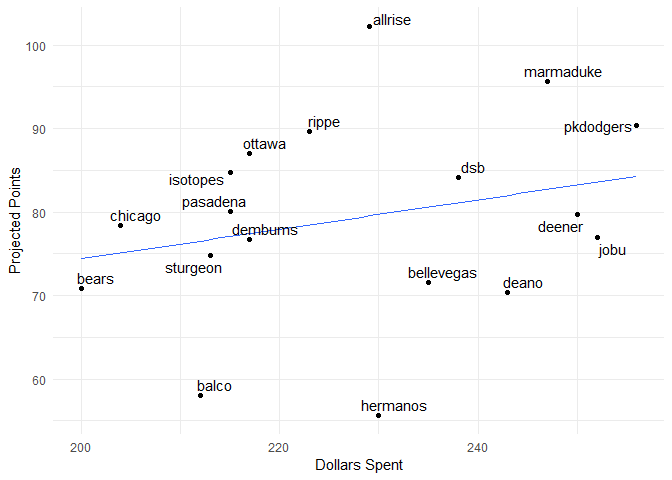 allrise
100
marmaduke
90
rippe
pkdodgers
ottawa
dsb
isotopes
pasadena
chicago
80
dembums
deener
jobu
sturgeon
bears
bellevegas
deano
70
60
balco
hermanos
200
220
240
Dollars Spent
Projected Points